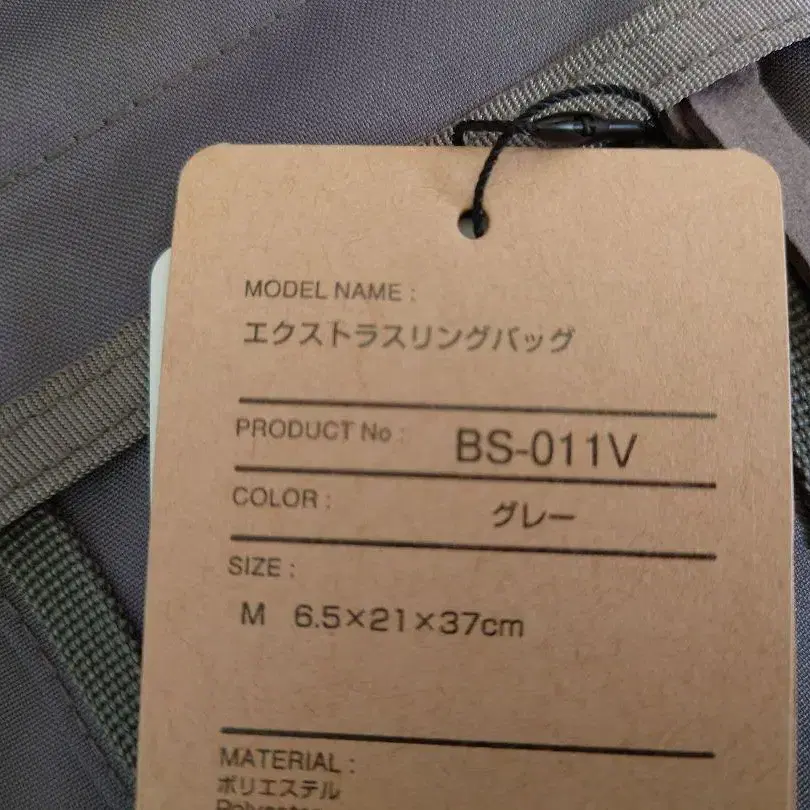 MODEL NAME :
エクストラスリングバッグ
PRODUCT No : BS-011V
COLOR : グレー
SIZE :
M 6.5×21×37cm
MATERIAL :
ポリエステル